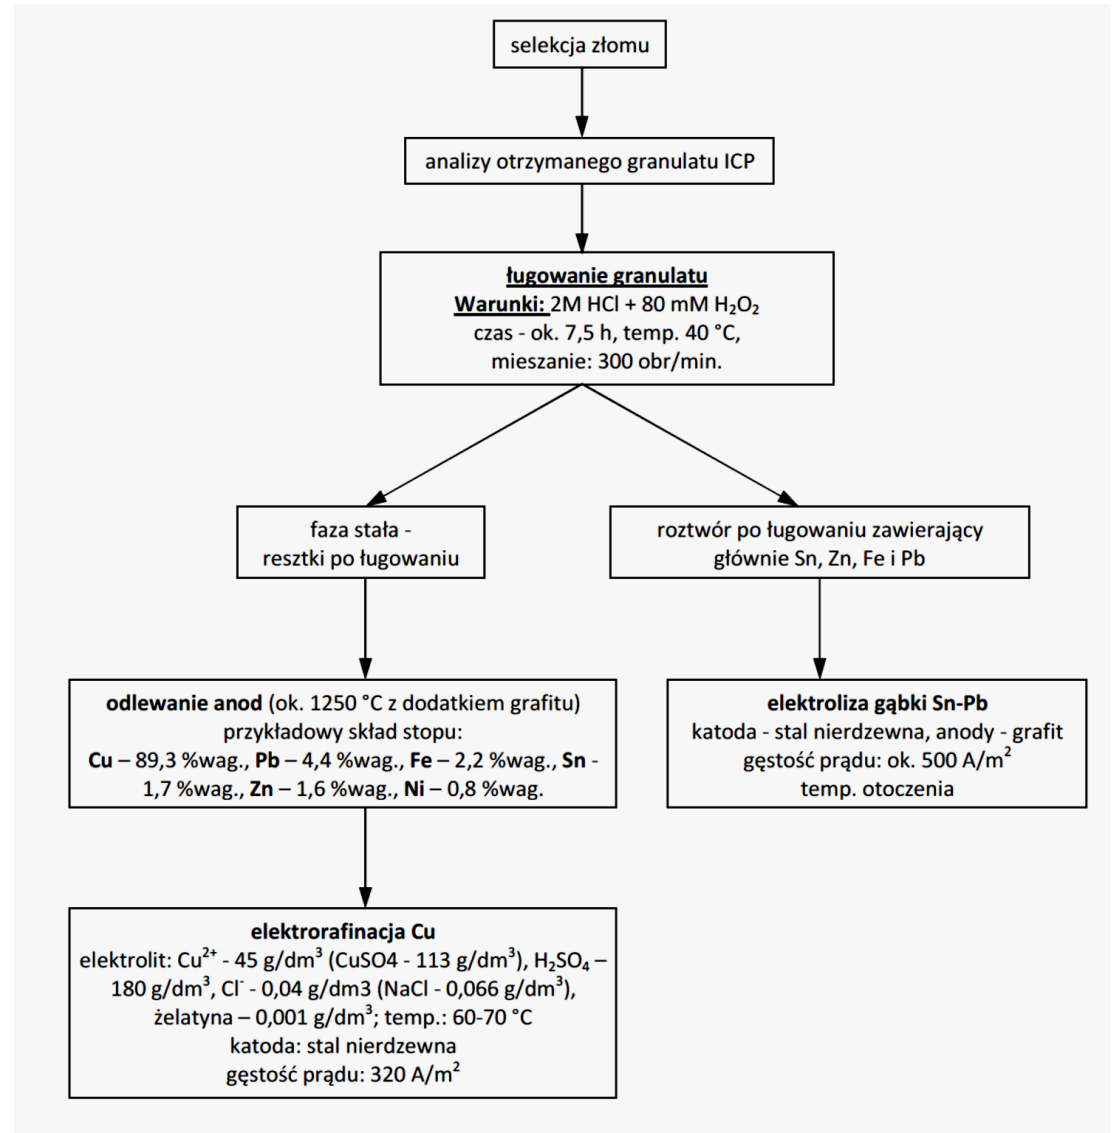 selekcja złomu
analizy otrzymanego granulatu ICP
ługowanie granulatu
Warunki: 2M HCl + 80 mM H₂O₂
czas - ok. 7,5 h, temp. 40 °C,
mieszanie: 300 obr/min.
faza stała -
resztki po ługowaniu
roztwór po ługowaniu zawierający
głównie Sn, Zn, Fe i Pb
odlewanie anod (ok. 1250 °C z dodatkiem grafitu)
przykładowy skład stopu:
Cu – 89,3 %wag., Pb – 4,4 %wag., Fe – 2,2 %wag., Sn -
1,7 %wag., Zn – 1,6 %wag., Ni – 0,8 %wag.
elektroliza gąbki Sn-Pb
katoda - stal nierdzewna, anody - grafit
gęstość prądu: ok. 500 A/m²
temp. otoczenia
elektrorafinacja Cu
elektrolit: Cu²⁺ - 45 g/dm³ (CuSO4 - 113 g/dm³), H₂SO₄ –
180 g/dm³, Cl⁻ - 0,04 g/dm3 (NaCl - 0,066 g/dm³),
żelatyna – 0,001 g/dm³; temp.: 60-70 °C
katoda: stal nierdzewna
gęstość prądu: 320 A/m²